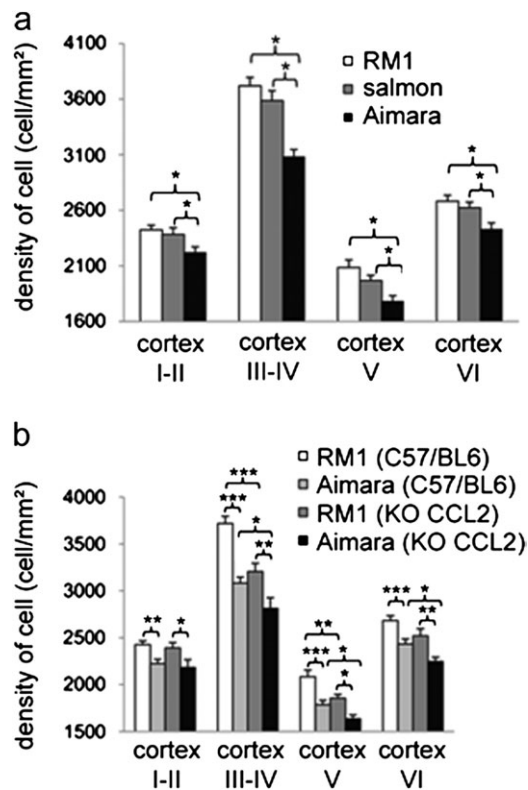 a
density of cell (cell/mm²)
4100
3600
3100
2600
2100
1600
RM1
salmon
Aimara
*
*
*
*
*
*
*
*
cortex cortex cortex cortex
I-II III-IV V VI
b
density of cell (cell/mm²)
4000
3500
3000
2500
2000
1500
RM1 (C57/BL6)
Aimara (C57/BL6)
RM1 (KO CCL2)
Aimara (KO CCL2)
** *
***
*** *
**
**
*** *
*
*** *
**
cortex cortex cortex cortex
I-II III-IV V VI